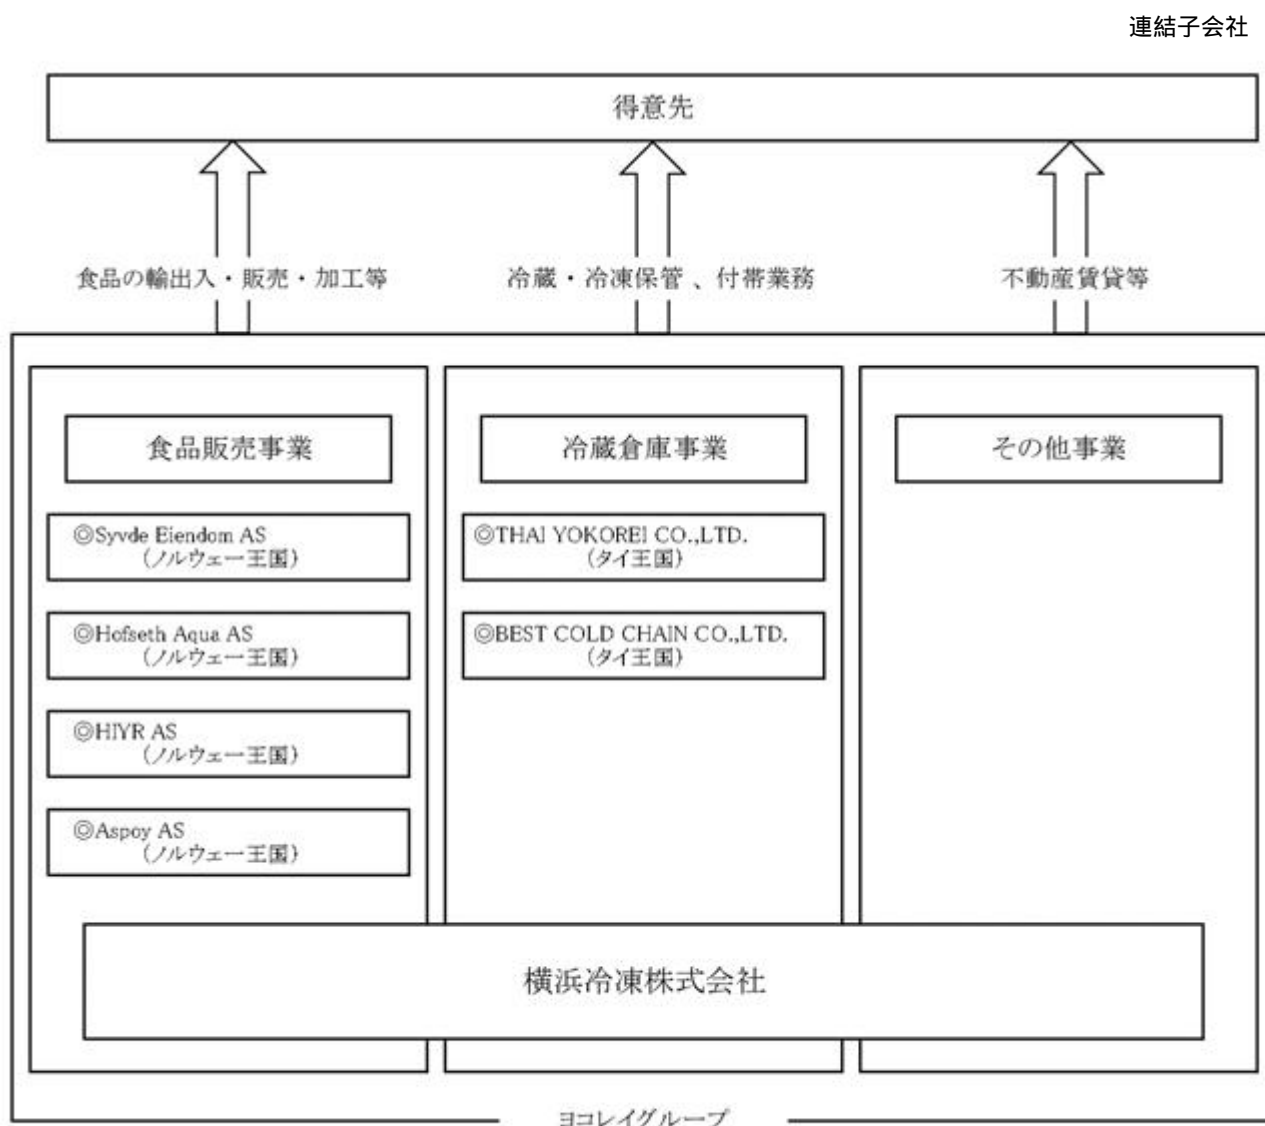 連結子会社
得意先
食品の輸出入・販売・加工等
冷蔵・冷凍保管、付帯業務
不動産賃貸等
食品販売事業
冷蔵倉庫事業
その他事業
◎Syvde Eiendom AS
(ノルウェー王国)
◎THAI YOKOREI CO.,LTD.
(タイ王国)
◎Hofseth Aqua AS
(ノルウェー王国)
◎BEST COLD CHAIN CO.,LTD.
(タイ王国)
◎HIYR AS
(ノルウェー王国)
◎Aspoy AS
(ノルウェー王国)
横浜冷凍株式会社
ヨコレイグループ